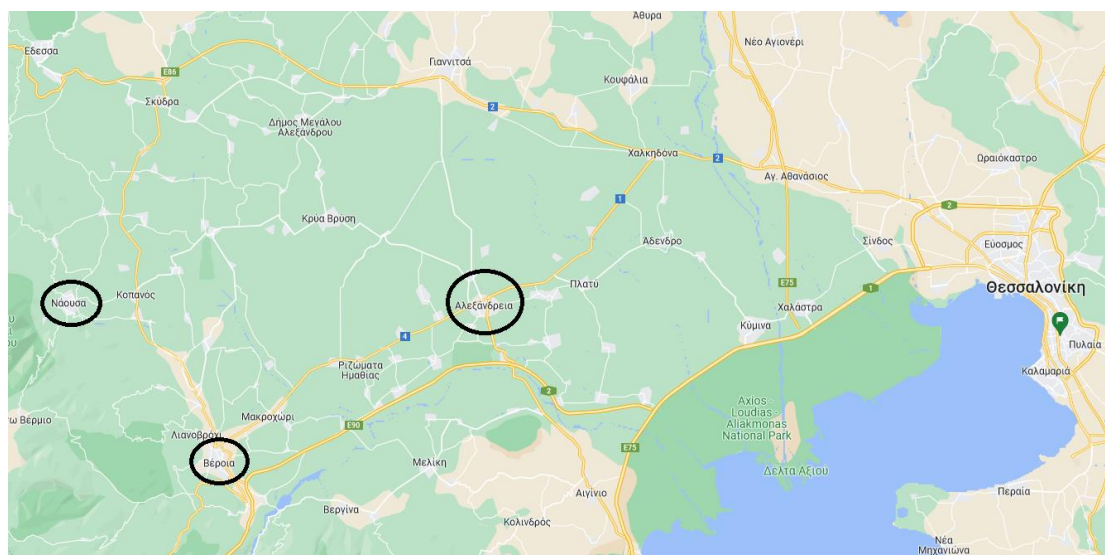 Άθυρα
Νέο Αγιονέρι
Έδεσσα
Γιαννιτσά
E86
Κουφάλια
Σκύδρα
2
Δήμος Μεγάλου
Αλεξάνδρου
Χαλκηδόνα
2
Ωραιόκαστρο
Αγ. Αθανάσιος
1
2
Κρύα Βρύση
Άδενδρο
Σίνδος
Εύοσμος
E75
Πλατύ
1
Θεσσαλονίκη
Νάουσα
Κοπανός
Αλεξάνδρεια
Χαλάστρα
Κύμινα
4
Πυλαία
Ριζώματα
Ημαθίας
Καλαμαριά
2
Axios -
Loudias -
Aliakmonas
National Park
Μακροχώρι
E90
ω Βέρμιο
Λιανοβρόχι
E75
Βέροια
Μελίκη
Δέλτα Αξιού
Αιγίνιο
Περαία
Βεργίνα
Κολινδρός
Νέα
Μηχανιώνα